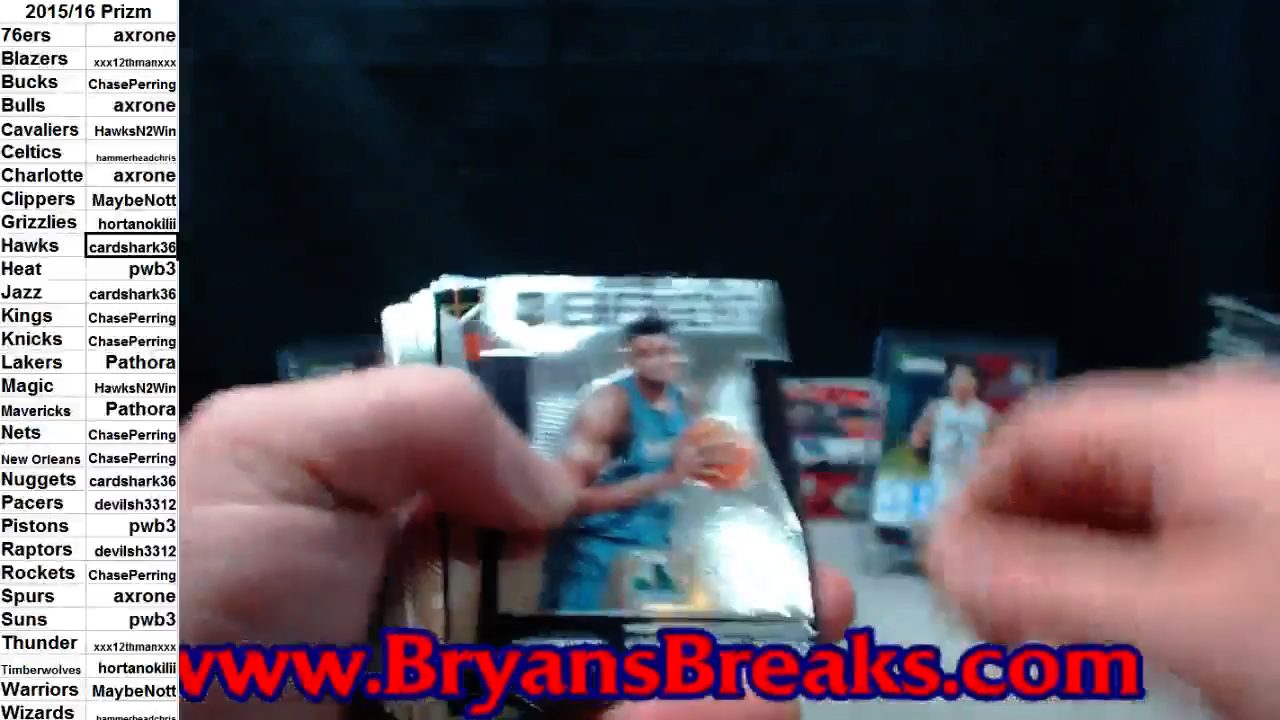 2015/16 Prizm
76ers axrone
Blazers xxx12thmanxxx
Bucks ChasePerring
Bulls axrone
Cavaliers HawksN2Win
Celtics hammerheadchris
Charlotte axrone
Clippers MaybeNott
Grizzlies hortanokilii
Hawks cardshark36
Heat pwb3
Jazz cardshark36
Kings ChasePerring
Knicks ChasePerring
Lakers Pathora
Magic HawksN2Win
Mavericks Pathora
Nets ChasePerring
New Orleans ChasePerring
Nuggets cardshark36
Pacers devilsh3312
Pistons pwb3
Raptors devilsh3312
Rockets ChasePerring
Spurs axrone
Suns pwb3
Thunder xxx12thmanxxx
Timberwolves hortanokilii
Warriors MaybeNott
Wizards hammerheadchris
www.BryansBreaks.com